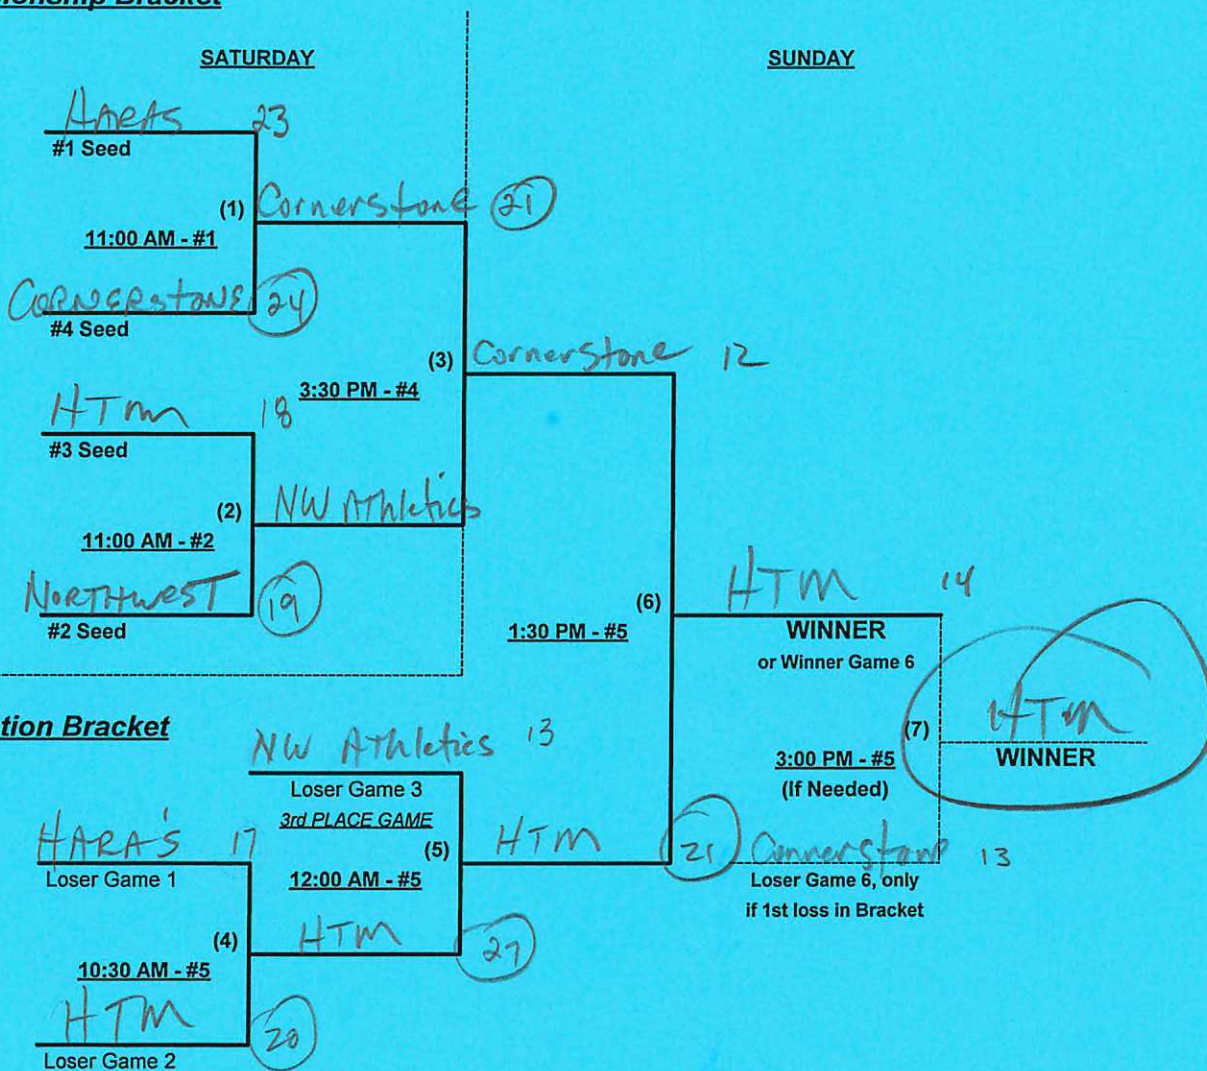 ionship Bracket
SATURDAY
SUNDAY
HARAS 23
#1 Seed
(1) Cornerstone 21
11:00 AM - #1
CORNERSTONE 24
#4 Seed
(3) Cornerstone 12
3:30 PM - #4
HTM 18
#3 Seed
(2) NW Athletics
11:00 AM - #2
NORTHWEST 19
#2 Seed
(6) HTM 14
1:30 PM - #5
WINNER
or Winner Game 6
tion Bracket
NW Athletics 13
Loser Game 3
3rd PLACE GAME
(7) HTM
3:00 PM - #5
WINNER
(If Needed)
HARA'S 17
Loser Game 1
(5) HTM 21
12:00 AM - #5
Connerstone 13
Loser Game 6, only
if 1st loss in Bracket
(4) HTM 27
10:30 AM - #5
HTM 20
Loser Game 2